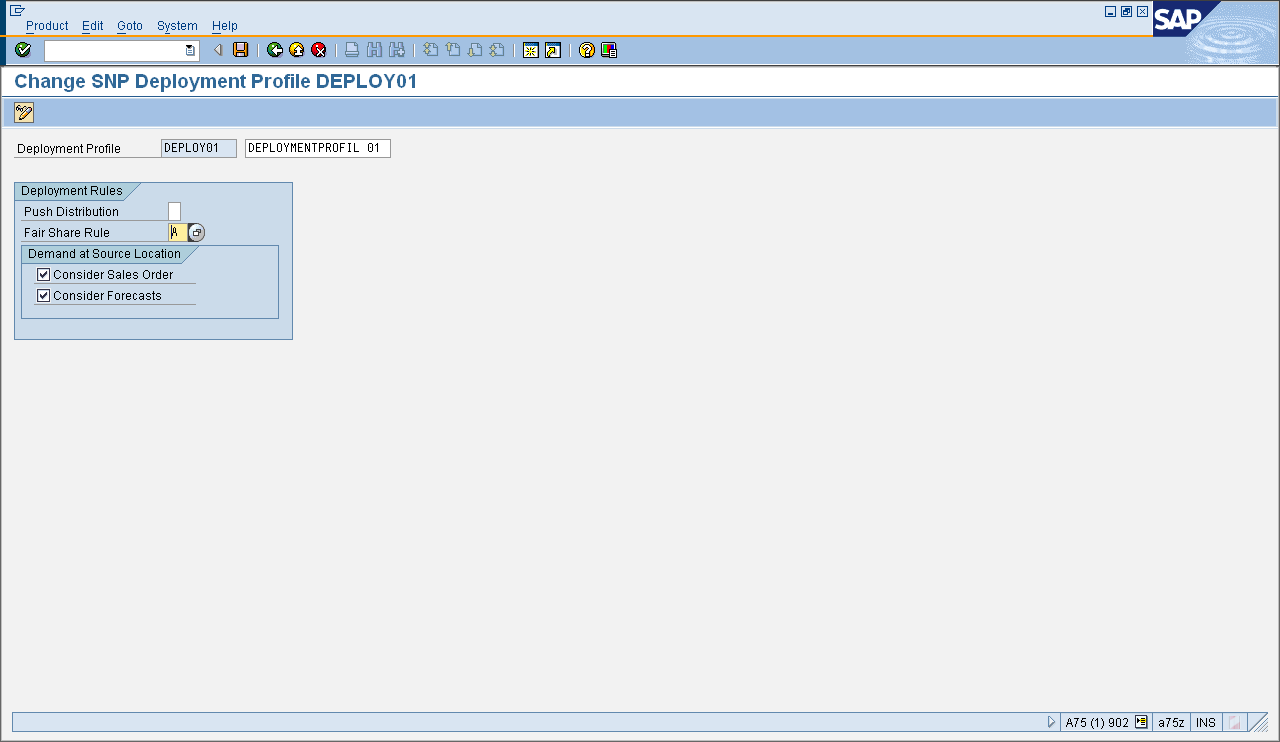 Product Edit Goto System Help
SAP
Change SNP Deployment Profile DEPLOY01
Deployment Profile DEPLOY01 DEPLOYMENTPROFIL 01
Deployment Rules
Push Distribution
Fair Share Rule A
Demand at Source Location
Consider Sales Order
Consider Forecasts
A75 (1) 902 a75z INS